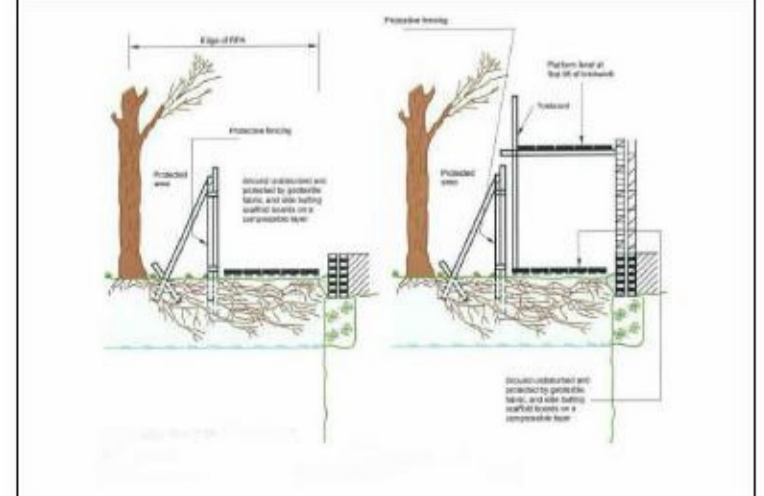 Edge of RPA
Protective fencing
Protected
area
Ground undisturbed and
protected by geotextile
fabric, and side butting
scaffold boards on a
compressible layer
Protective fencing
Platform level at
first lift of brickwork
Toeboard
Protected
area
Ground undisturbed and
protected by geotextile
fabric, and side butting
scaffold boards on a
compressible layer